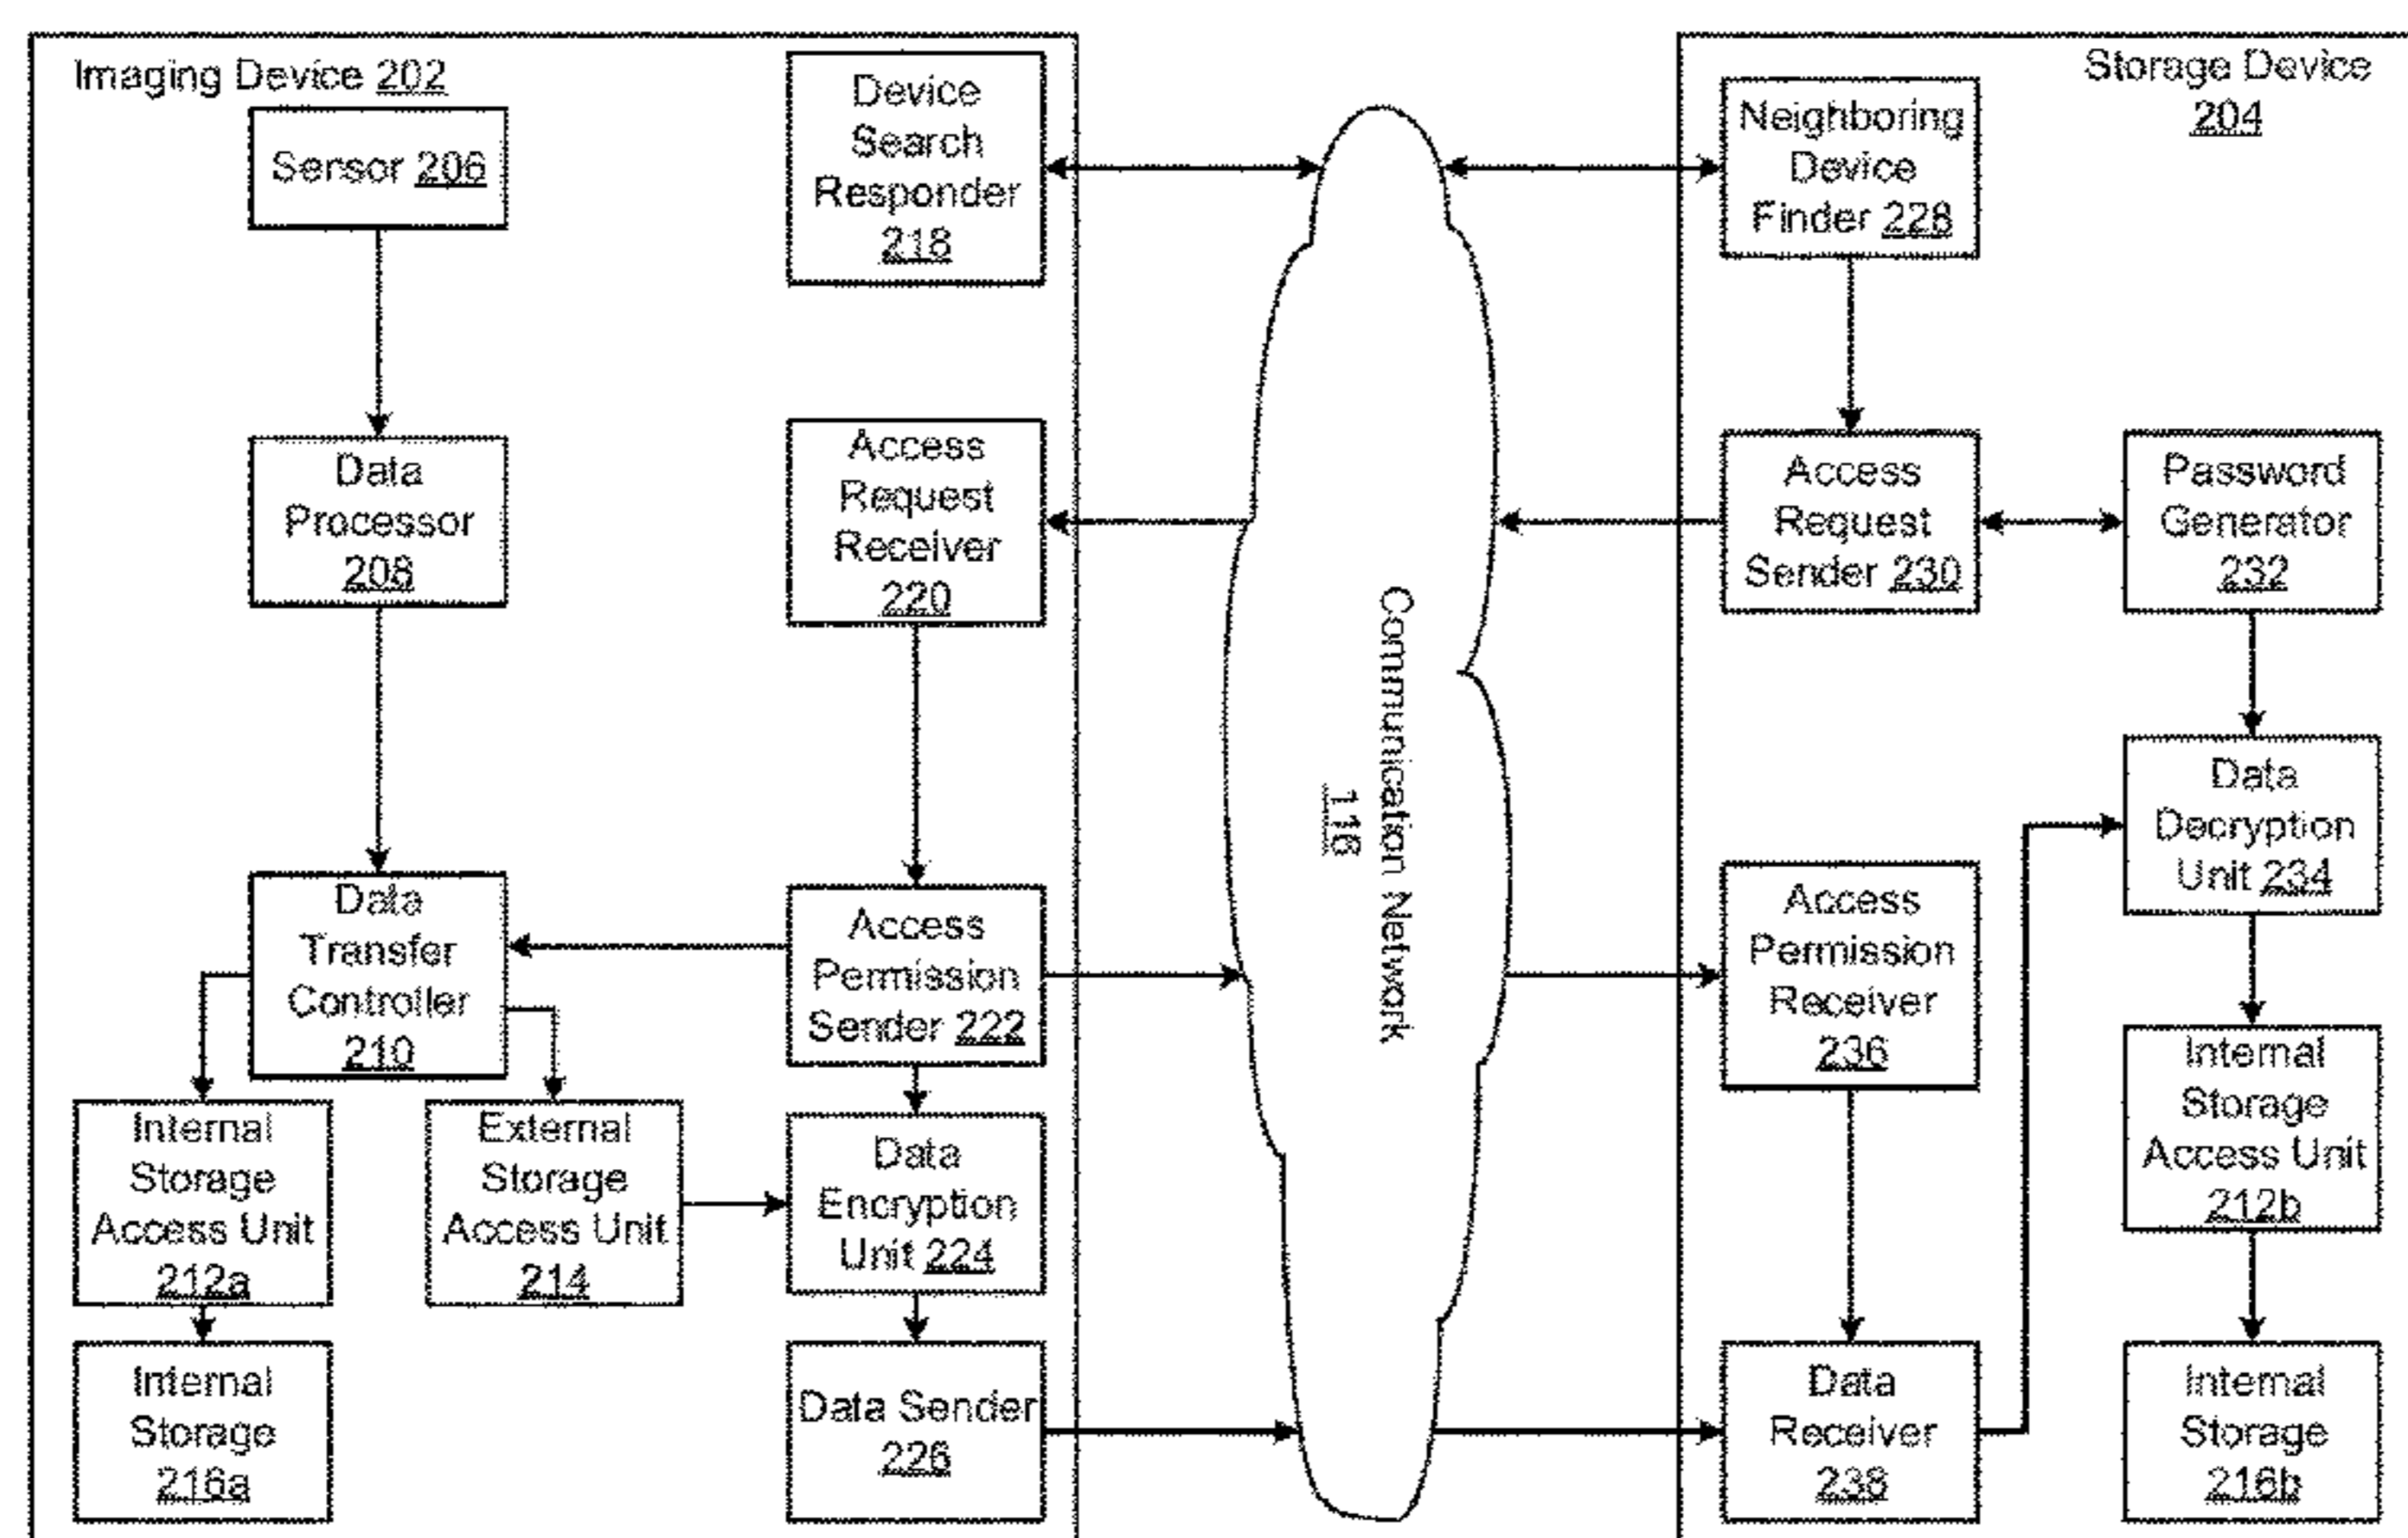 Imaging Device 202
Sensor 206
Data
Processor
208
Data
Transfer
Controller
210
Internal
Storage
Access Unit
212a
External
Storage
Access Unit
214
Internal
Storage
216a
Device
Search
Responder
218
Access
Request
Receiver
220
Access
Permission
Sender 222
Data
Encryption
Unit 224
Data Sender
226
Communication Network
116
Storage Device
204
Neighboring
Device
Finder 228
Access
Request
Sender 230
Password
Generator
232
Data
Decryption
Unit 234
Access
Permission
Receiver
236
Internal
Storage
Access Unit
212b
Data
Receiver
238
Internal
Storage
216b